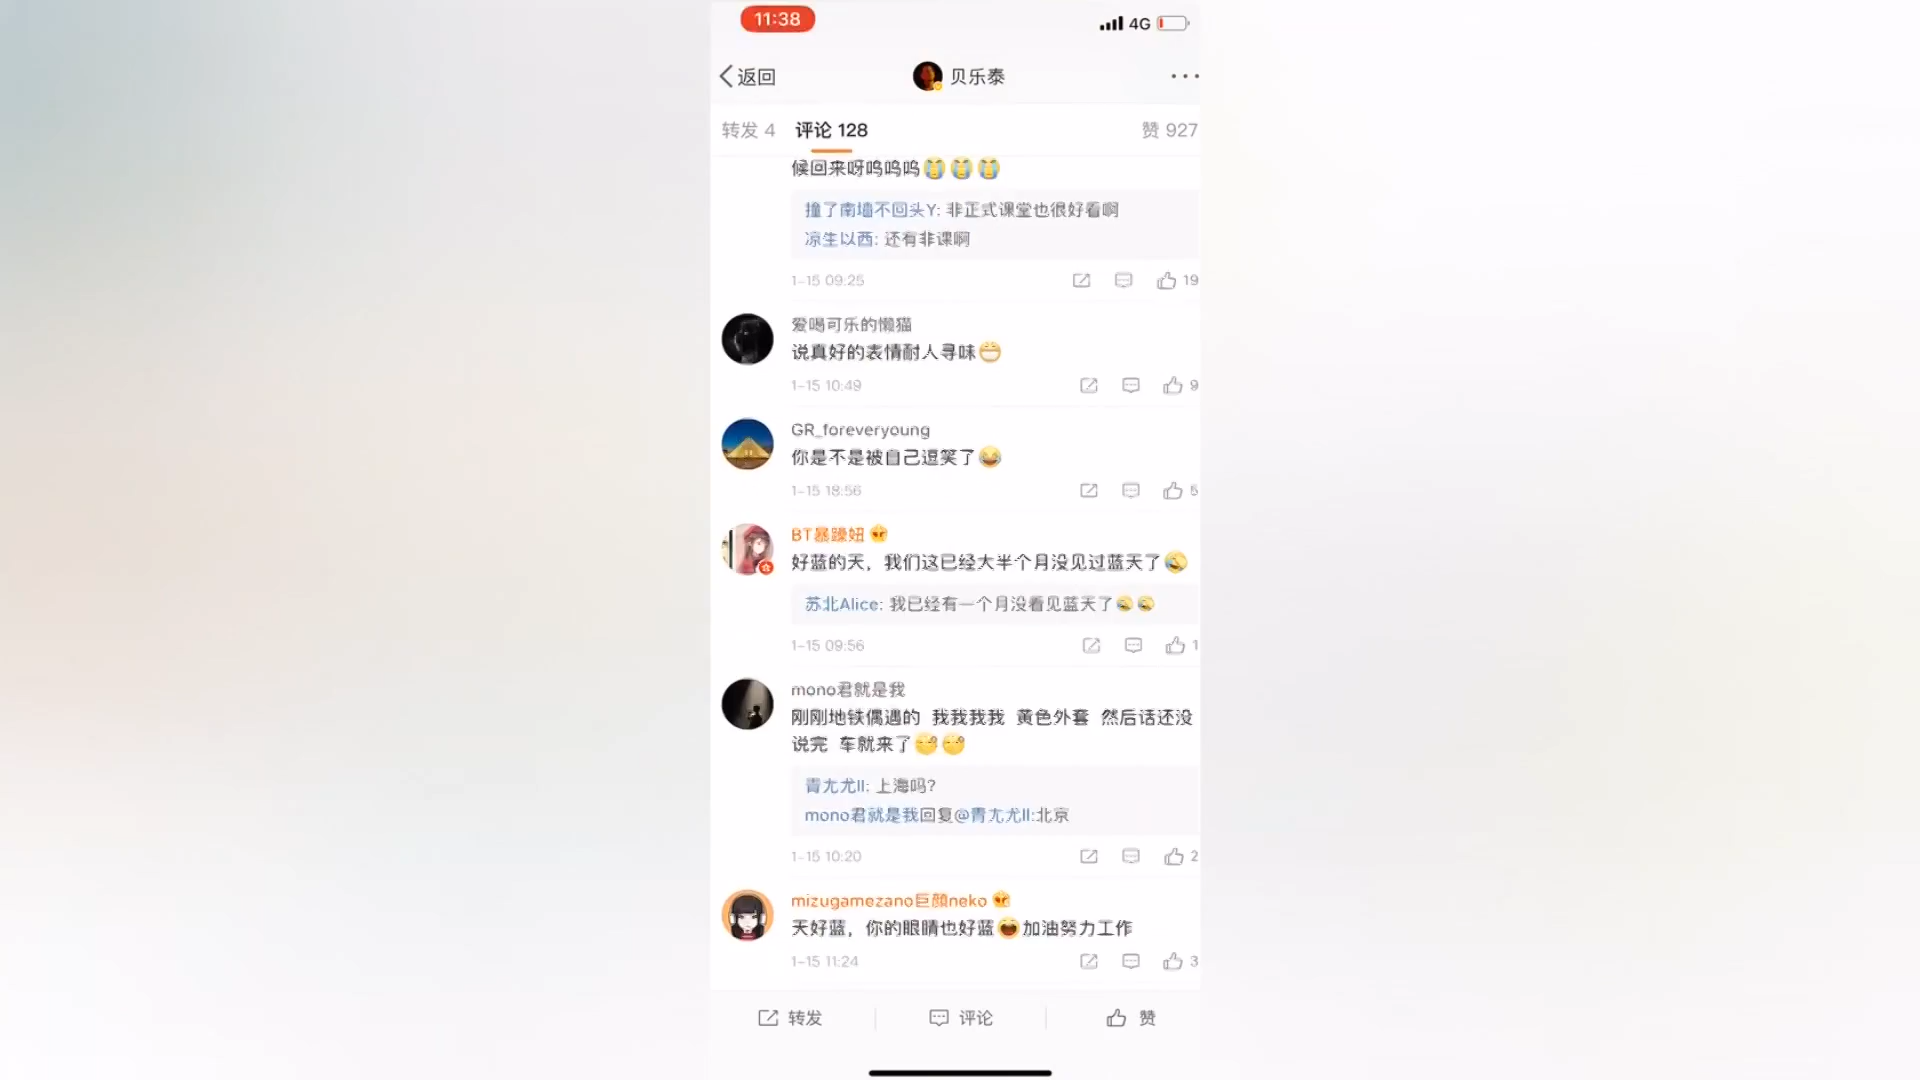 11:38
4G
返回
贝乐泰
转发 4
评论 128
赞 927
候回来呀呜呜呜
撞了南墙不回头Y: 非正式课堂也很好看啊
凉生以西: 还有非课啊
1-15 09:25
19
爱喝可乐的懒猫
说真好的表情耐人寻味
1-15 10:49
9
GR_foreveryoung
你是不是被自己逗笑了
1-15 18:56
5
BT暴躁妞
好蓝的天，我们这已经大半个月没见过蓝天了
苏北Alice: 我已经有一个月没看见蓝天了
1-15 09:56
1
mono君就是我
刚刚地铁偶遇的 我我我我 黄色外套 然后话还没
说完 车就来了
青尢尤II: 上海吗?
mono君就是我回复@青尢尤II:北京
1-15 10:20
2
mizugamezano巨顔neko
天好蓝，你的眼睛也好蓝 加油努力工作
1-15 11:24
3
转发
评论
赞